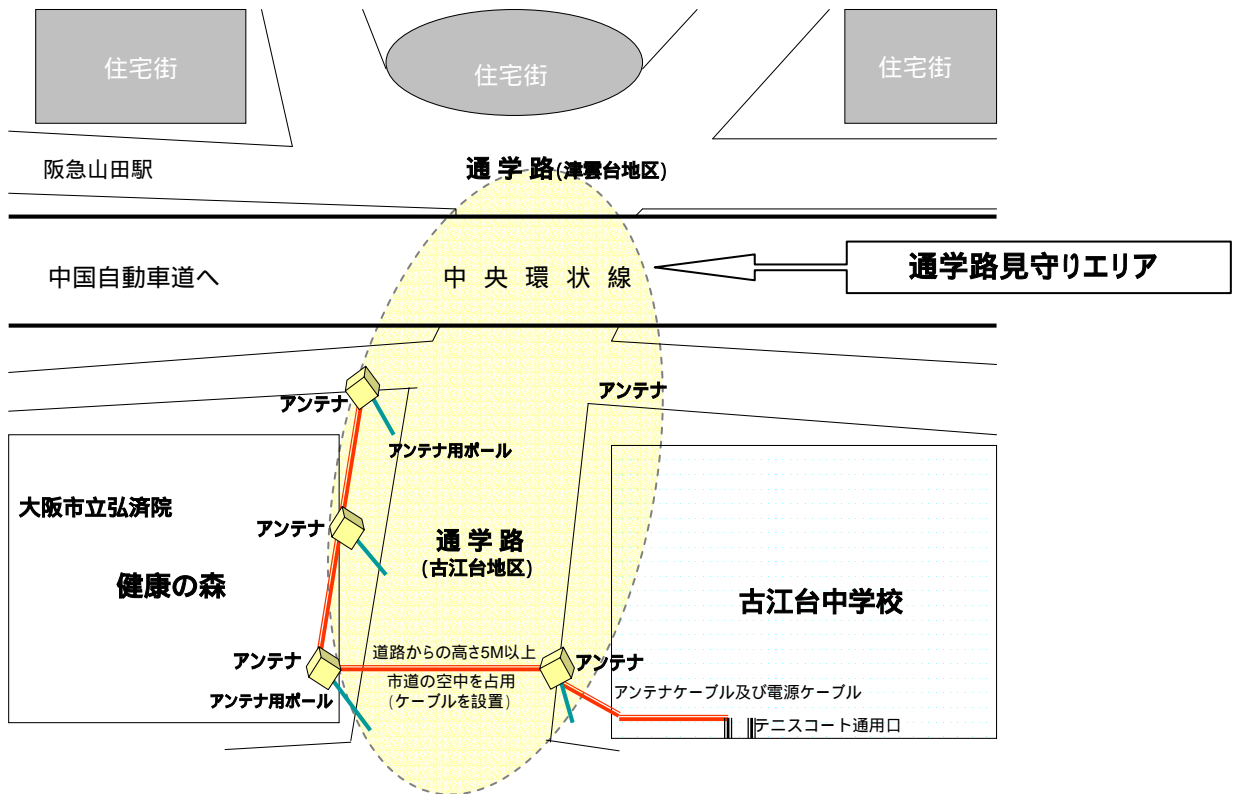 住宅街
住宅街
住宅街
阪急山田駅
通 学 路(津雲台地区)
中国自動車道へ
中 央 環 状 線
通学路見守りエリア
アンテナ
アンテナ
アンテナ用ポール
大阪市立弘済院
アンテナ
通 学 路
(古江台地区)
健康の森
古江台中学校
道路からの高さ5M以上
アンテナ
アンテナ
市道の空中を占用
(ケーブルを設置)
アンテナ用ポール
アンテナケーブル及び電源ケーブル
テニスコート通用口